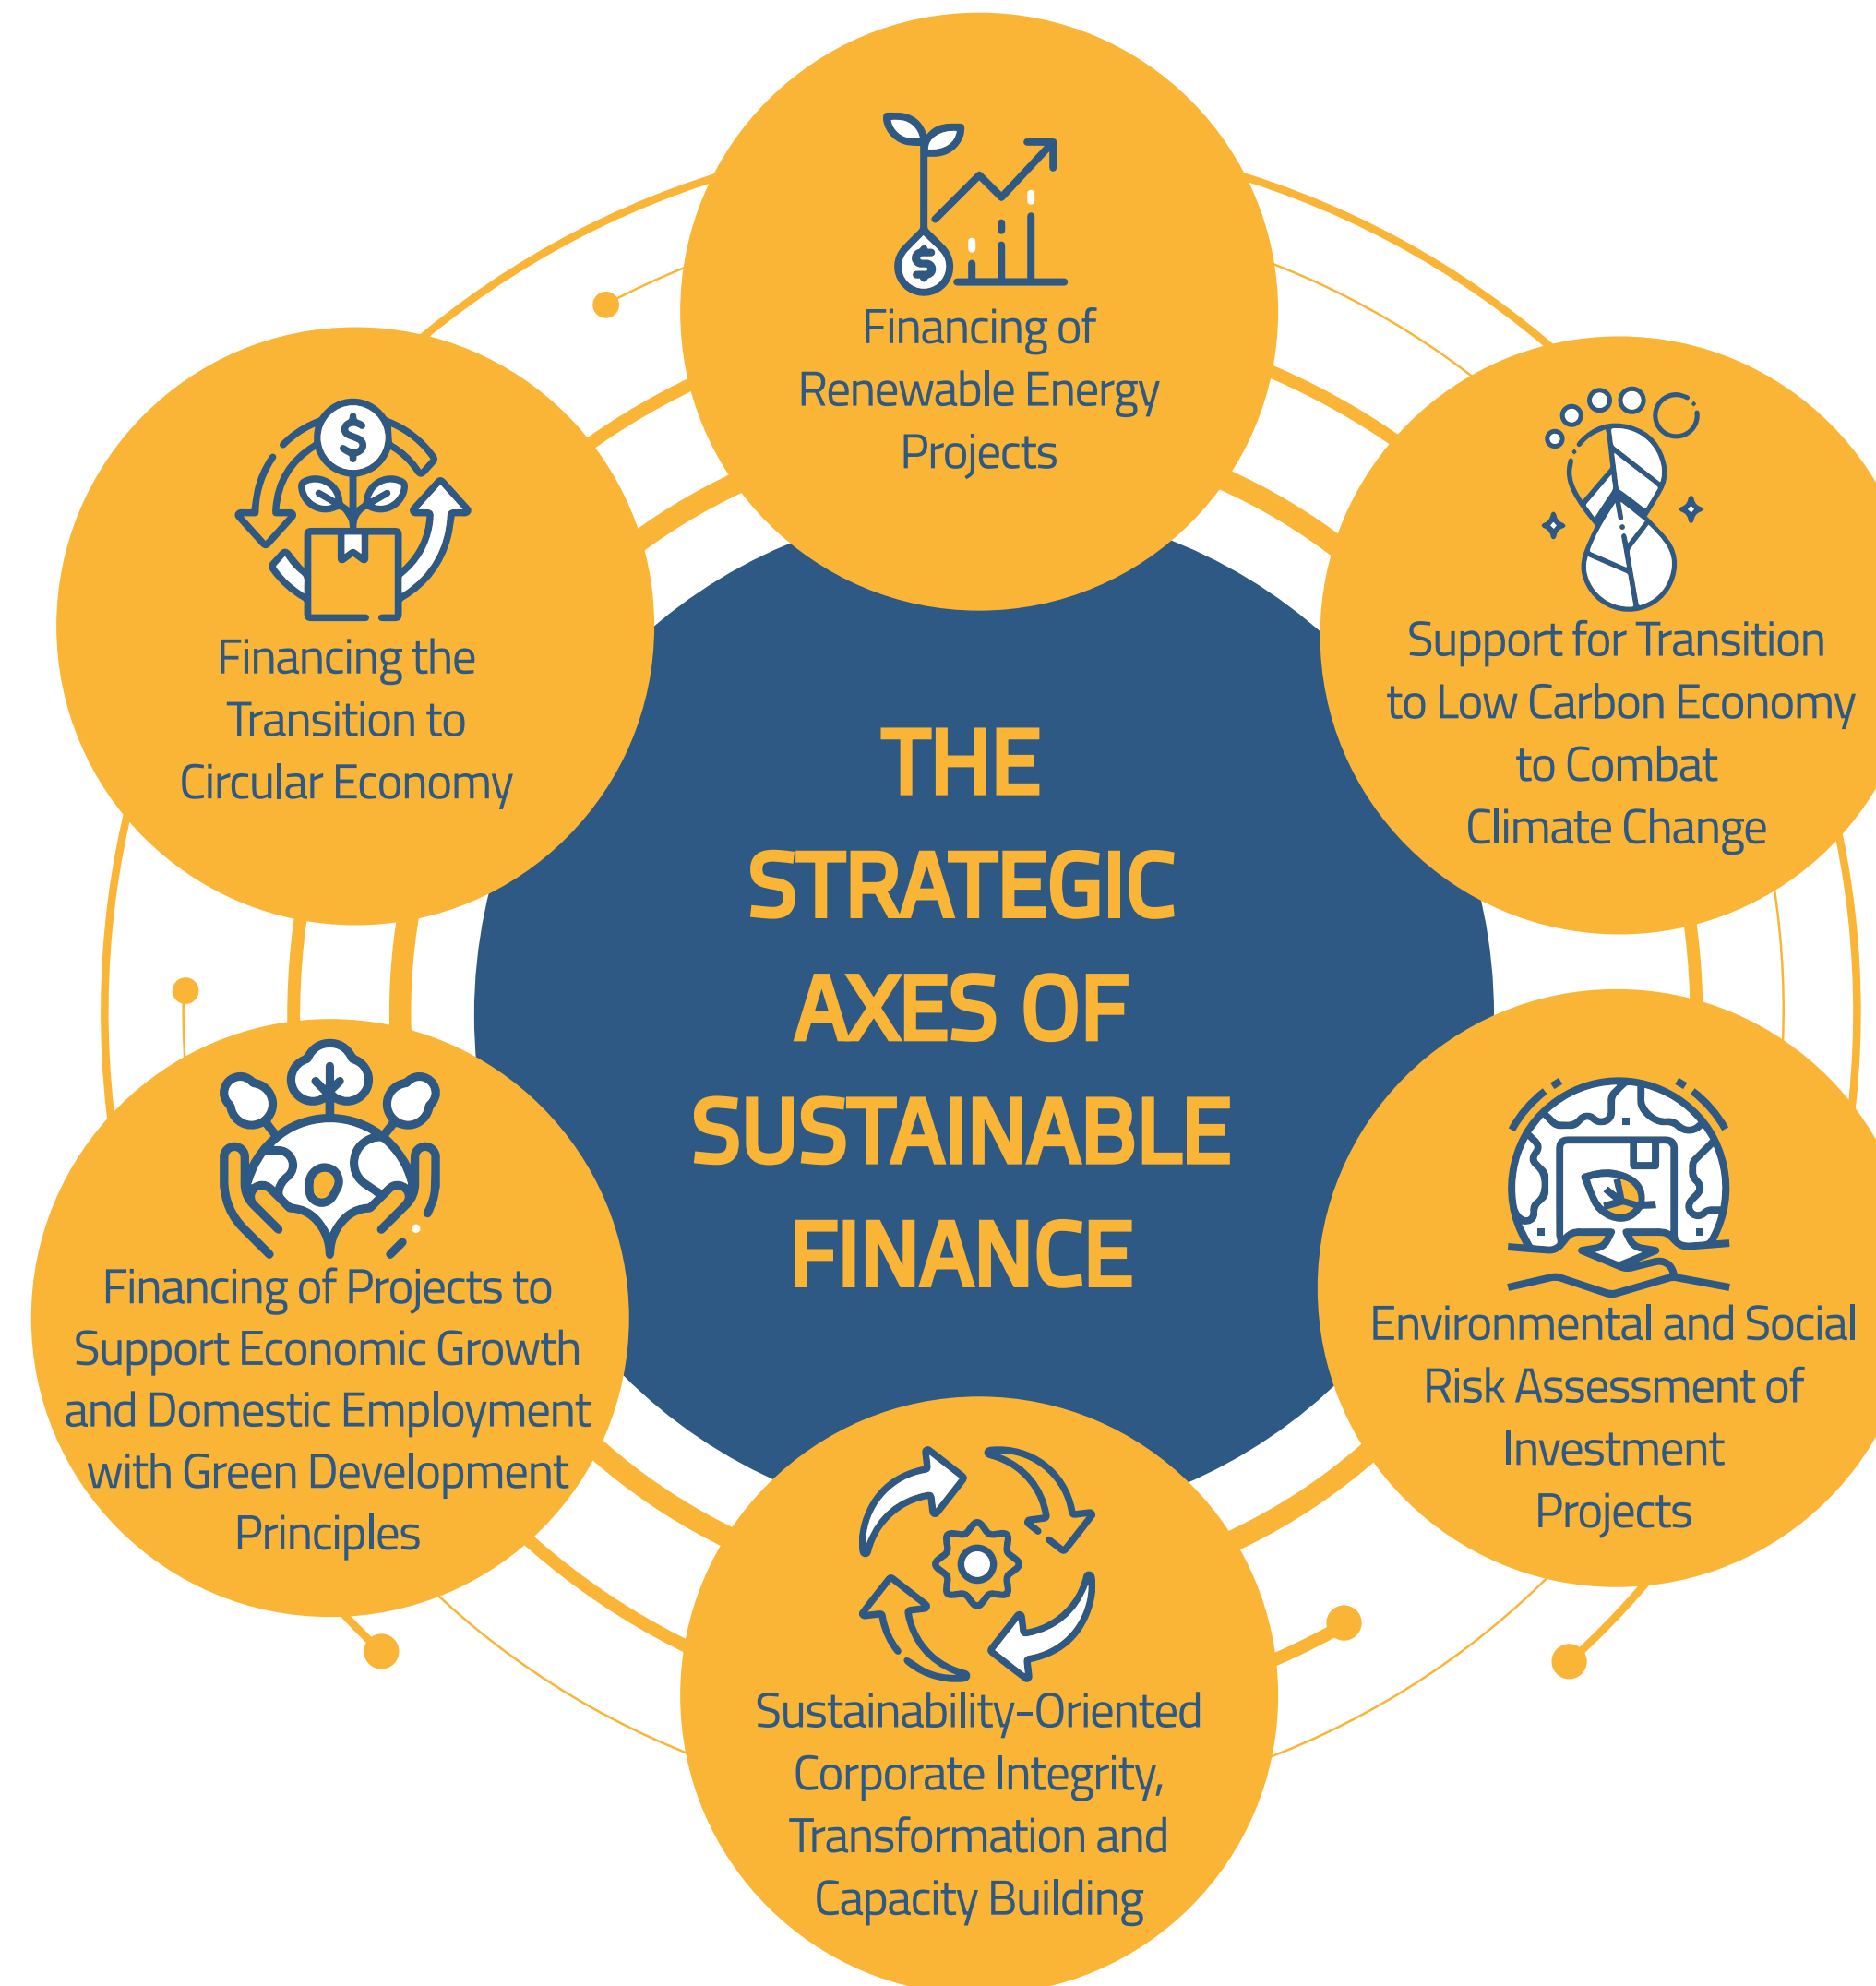 Financing of
Renewable Energy
Projects
Financing the
Transition to
Circular Economy
Support for Transition
to Low Carbon Economy
to Combat
Climate Change
THE
STRATEGIC
AXES OF
SUSTAINABLE
FINANCE
Financing of Projects to
Support Economic Growth
and Domestic Employment
with Green Development
Principles
Environmental and Social
Risk Assessment of
Investment
Projects
Sustainability-Oriented
Corporate Integrity,
Transformation and
Capacity Building